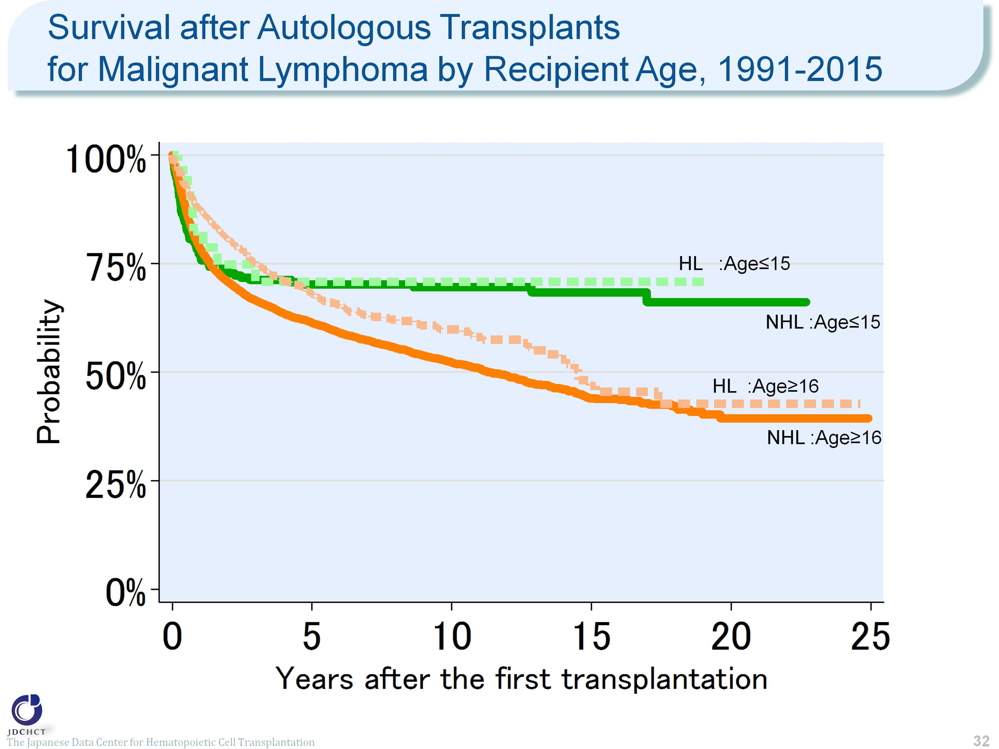 Survival after Autologous Transplants
for Malignant Lymphoma by Recipient Age, 1991-2015
100%
75%
50%
25%
0%
Probability
HL :Age≤15
NHL :Age≤15
HL :Age≥16
NHL :Age≥16
0 5 10 15 20 25
Years after the first transplantation
JDCHCT
The Japanese Data Center for Hematopoietic Cell Transplantation
32